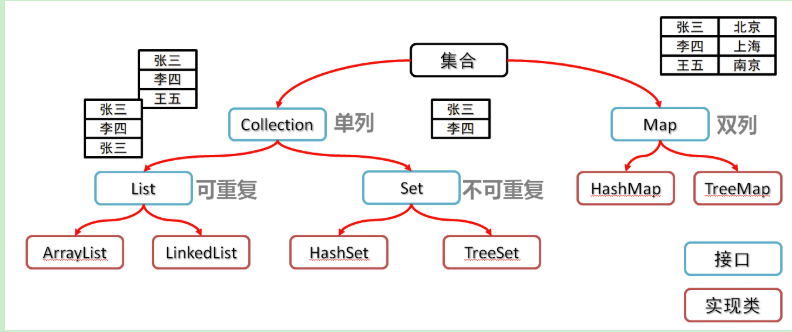 集合
张三 北京
李四 上海
王五 南京
张三
李四
王五
张三
李四
张三
Collection 单列
张三
李四
Map 双列
List 可重复
Set 不可重复
HashMap
TreeMap
ArrayList
LinkedList
HashSet
TreeSet
接口
实现类